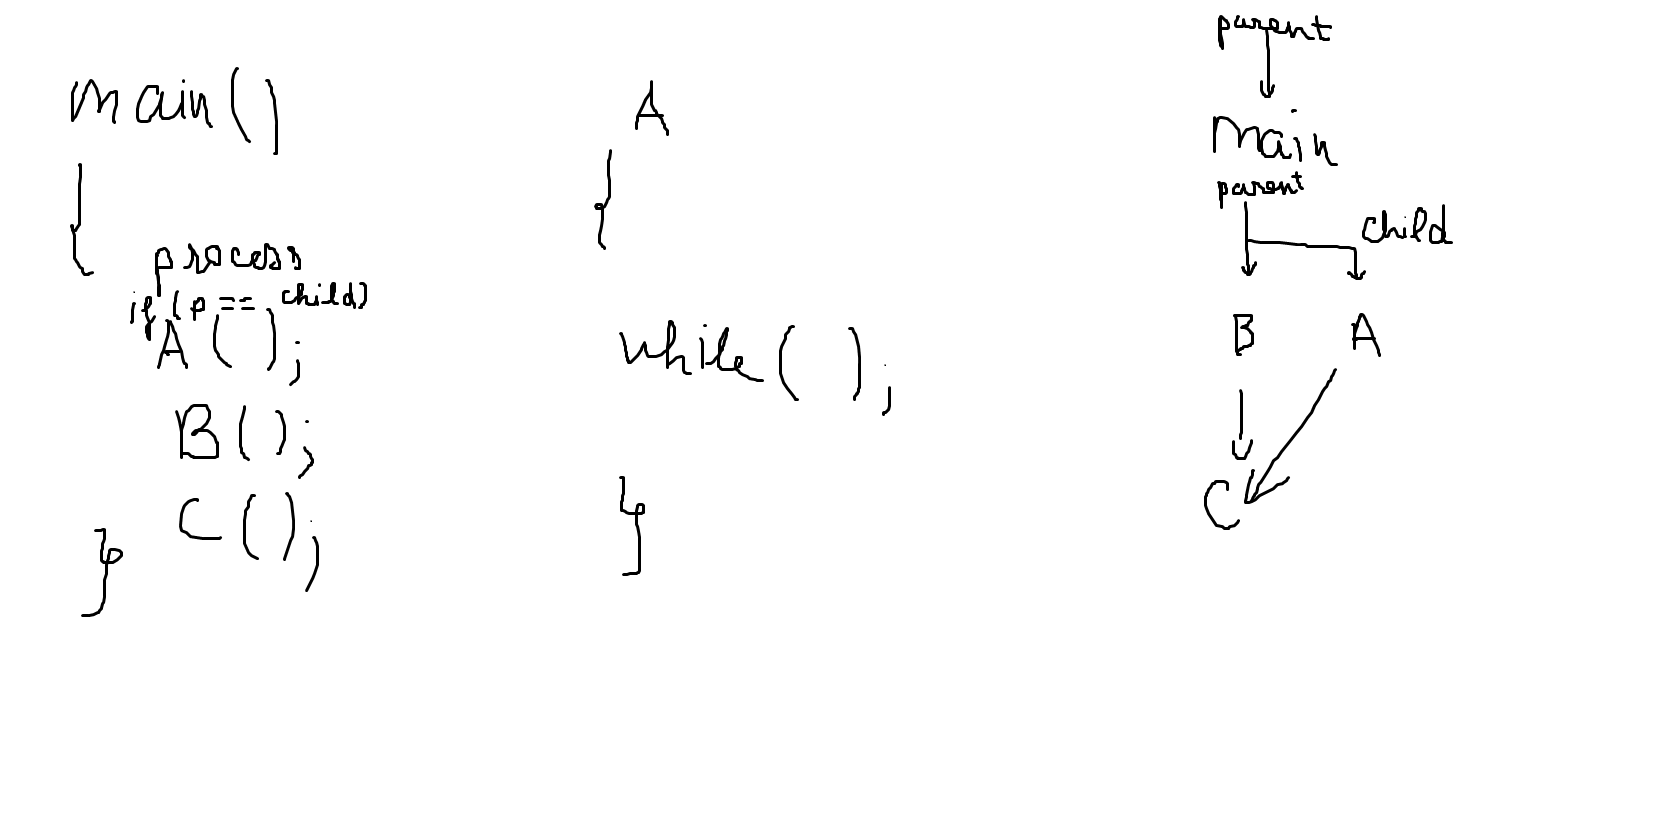 main()
{
process
if (p == child)
A();
B();
C();
}
A
{
while( );
}
parent
main
parent
child
B A
C